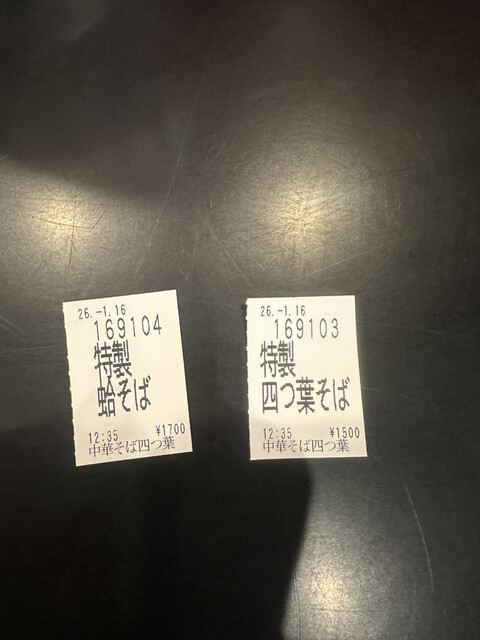 26.-1.16
169104
特製
蛤そば
12:35 ¥1700
中華そば四つ葉
26.-1.16
169103
特製
四つ葉そば
12:35 ¥1500
中華そば四つ葉